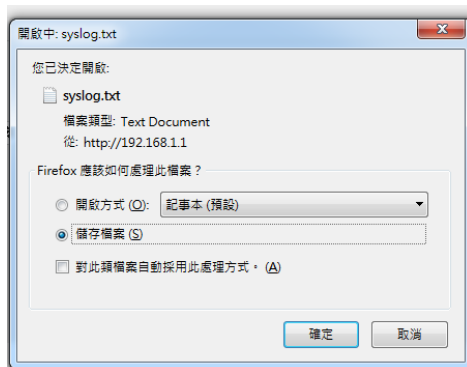 開啟中: syslog.txt
您已決定開啟:
syslog.txt
檔案類型: Text Document
從: http://192.168.1.1
Firefox 應該如何處理此檔案？
開啟方式 (O): 記事本 (預設)
儲存檔案 (S)
對此類檔案自動採用此處理方式。(A)
確定 取消